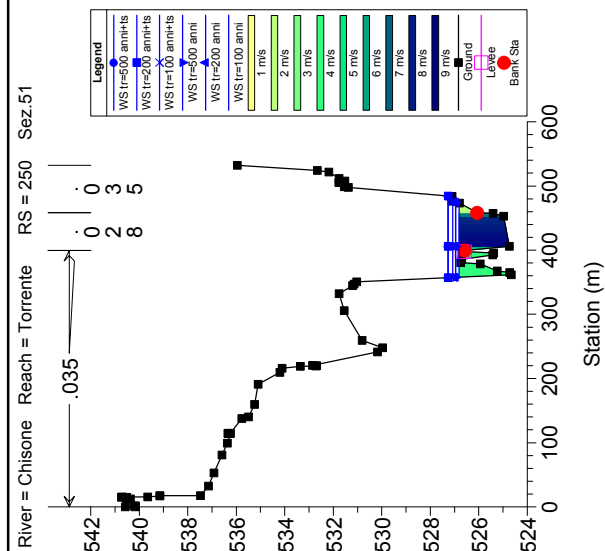 River = Chisone Reach = Torrente RS = 250 Sez.51
.035
.028
.035
Legend
WS tr=500 anni+ts
WS tr=200 anni+ts
WS tr=100 anni+ts
WS tr=500 anni
WS tr=200 anni
WS tr=100 anni
1 m/s
2 m/s
3 m/s
4 m/s
5 m/s
6 m/s
7 m/s
8 m/s
9 m/s
Ground
Levee
Bank Sta
542
540
538
536
534
532
530
528
526
524
0
100
200
300
400
500
600
Station (m)